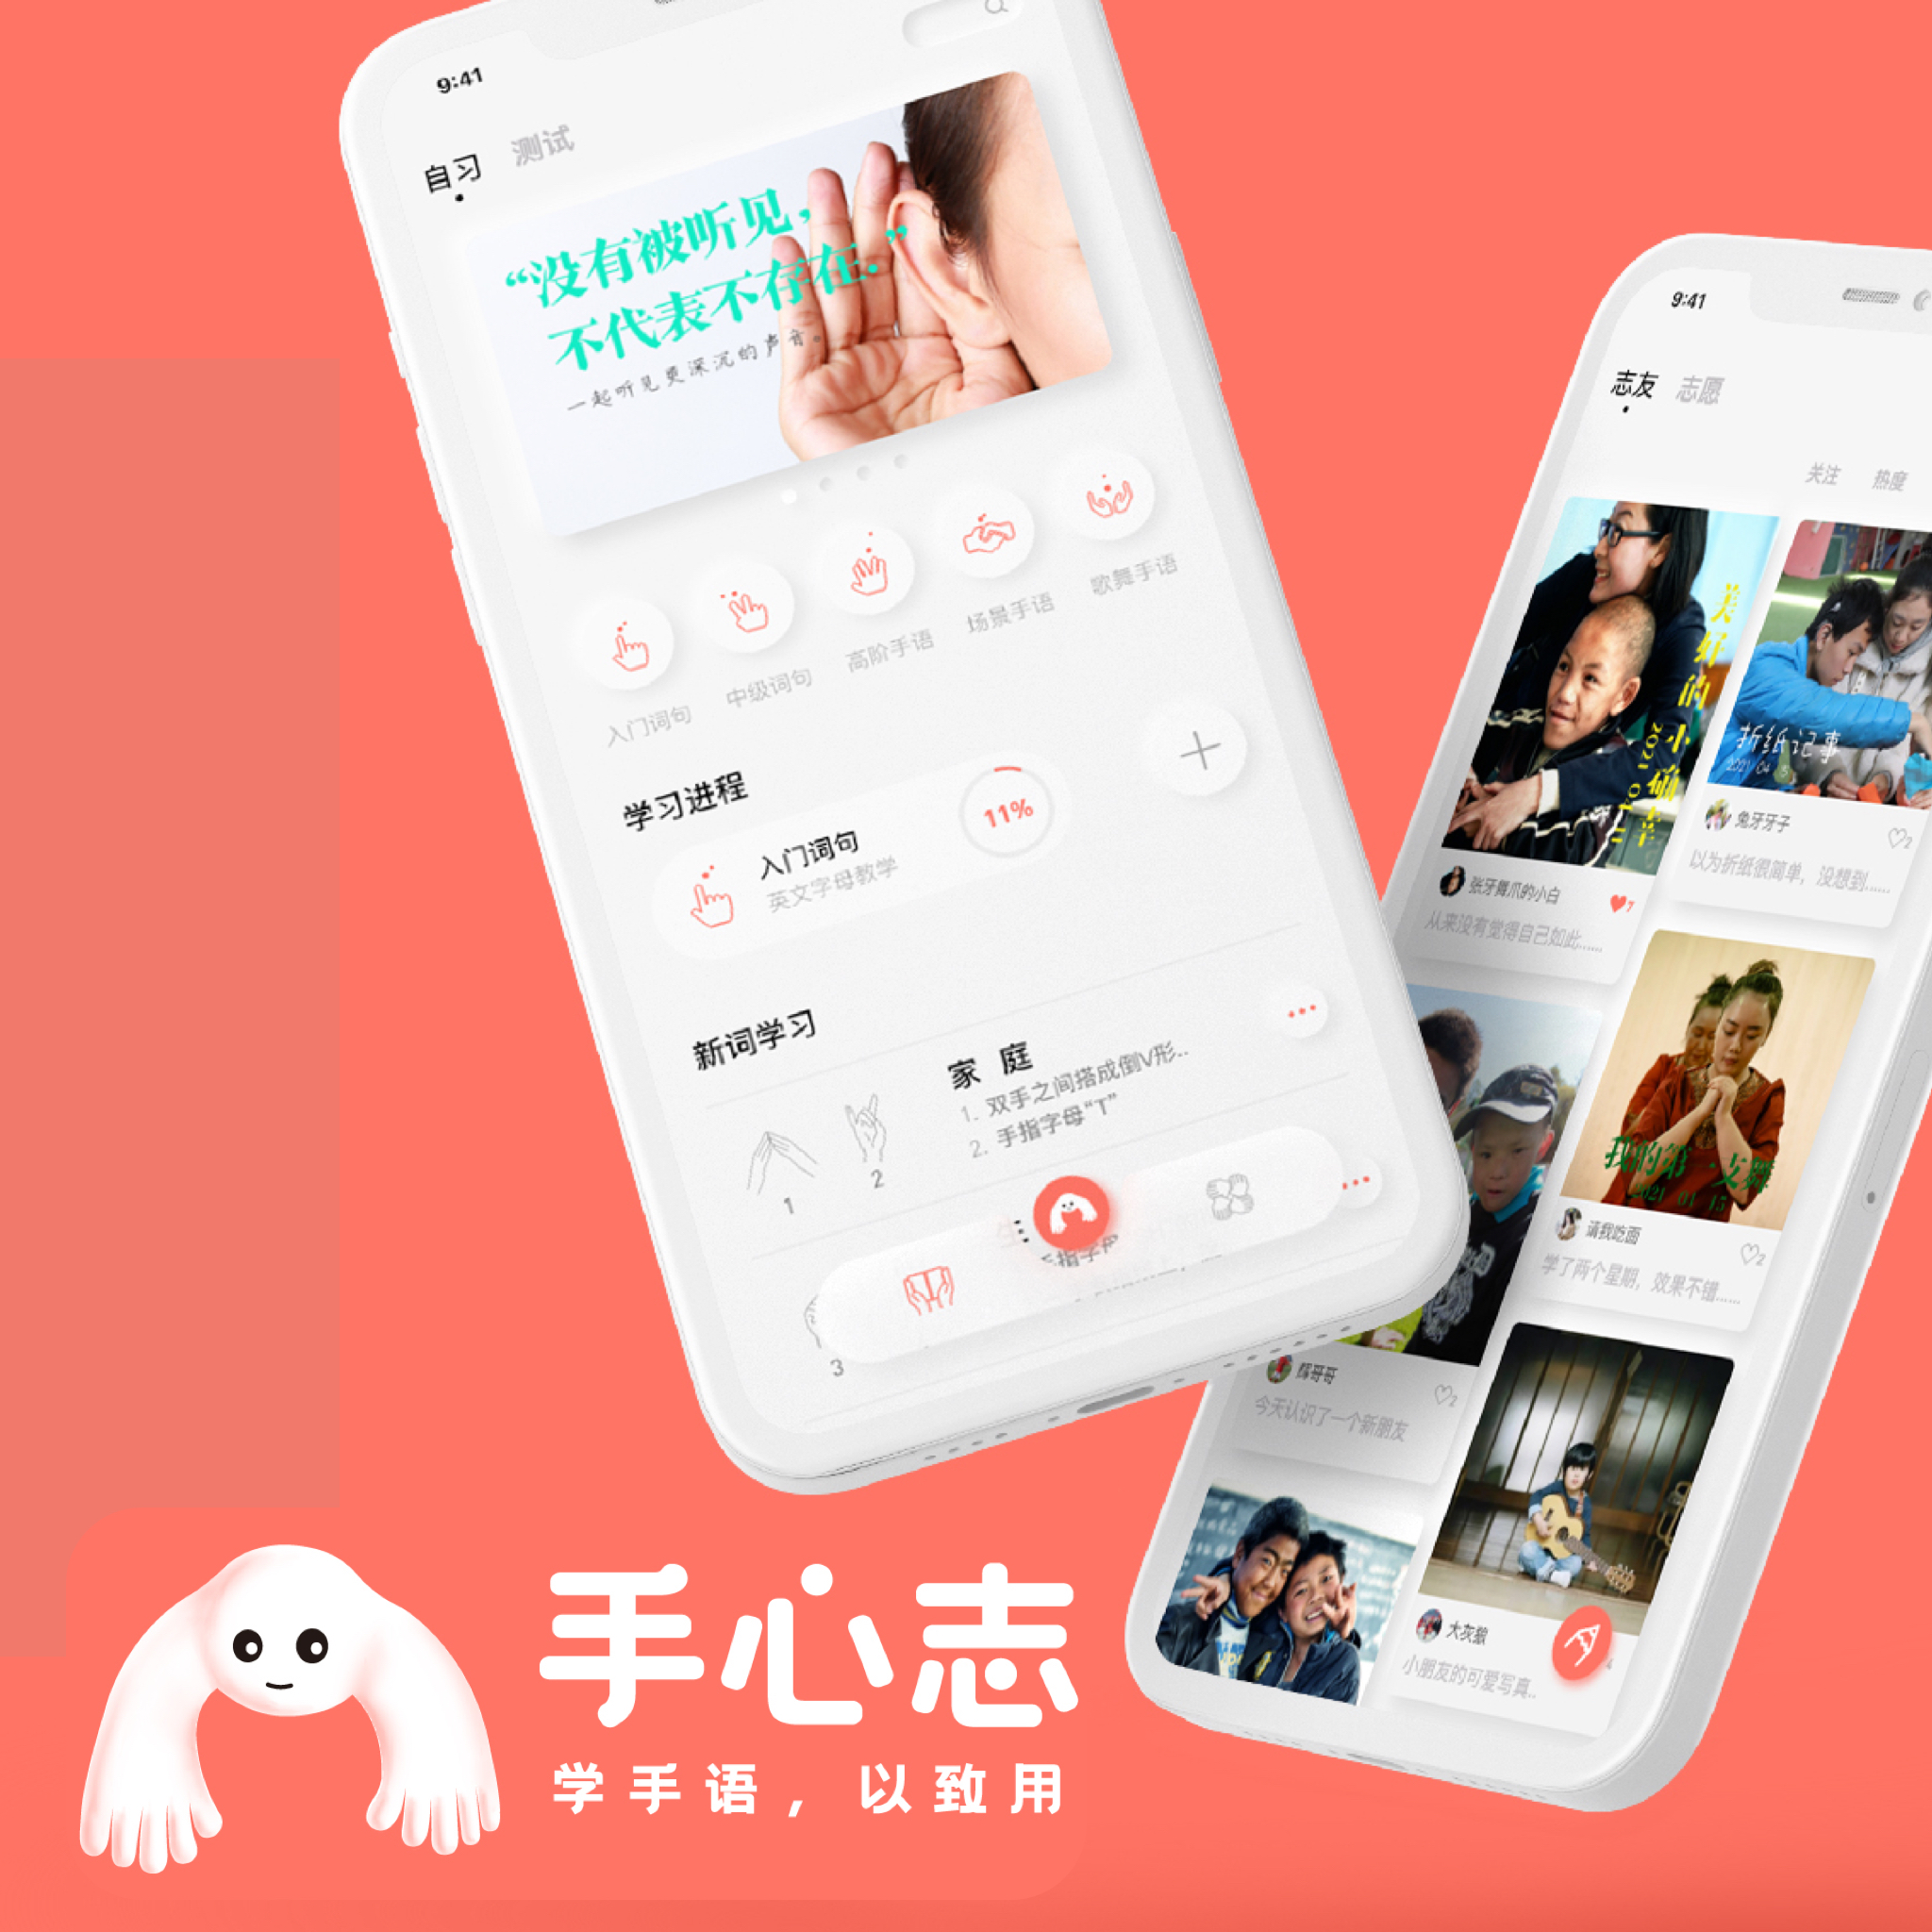 9:41
自习 测试
“没有被听见，
不代表不存在.”
一起听见更深沉的声音。
入门词句
中级词句
高阶手语
场景手语
歌舞手语
学习进程
入门词句
英文字母教学
11%
新词学习
家 庭
1. 双手之间搭成倒V形..
2. 手指字母“T”
1
2
3
9:41
志友 志愿
关注 热度
美好的小确幸
2021 04 11
张牙舞爪的小白
7
从来没有觉得自己如此......
折纸记事
2021 04
兔牙牙子
2
以为折纸很简单，没想到......
我的第一支舞
2021 04 15
请我吃面
2
学了两个星期，效果不错......
辉哥哥
2
今天认识了一个新朋友
大灰狼
小朋友的可爱写真..
手心志
学手语，以致用